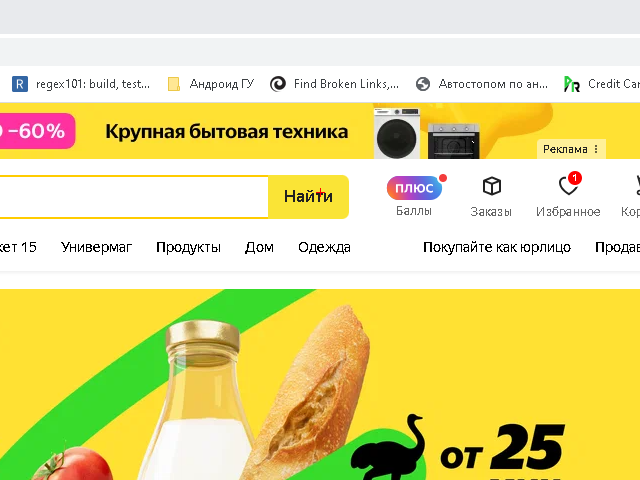 regex101: build, test... Андроид ГУ Find Broken Links,... Автостопом по ан... Credit Car
–60% Крупная бытовая техника
Реклама
Найти плюс 1
Баллы Заказы Избранное Кор
кет 15 Универмаг Продукты Дом Одежда Покупайте как юрлицо Прода
от 25